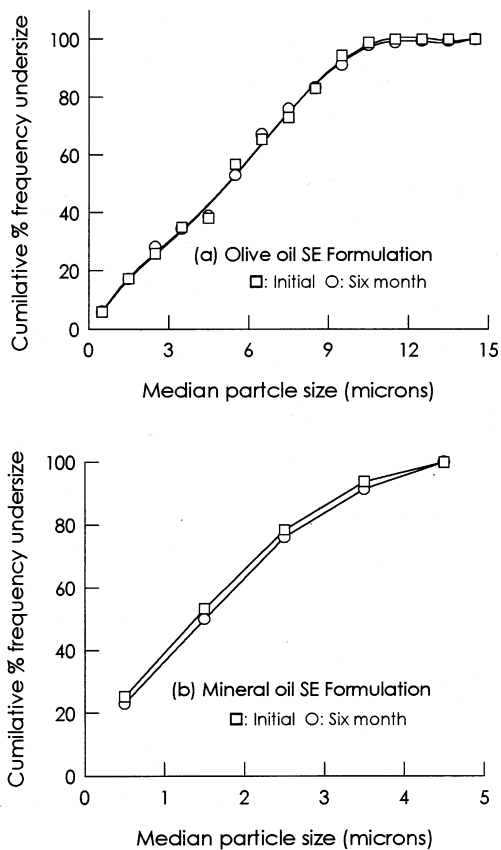 Cumilative % frequency undersize
100
80
60
40
20
0
(a) Olive oil SE Formulation
□: Initial O: Six month
0 3 6 9 12 15
Median partcle size (microns)
Cumilative % frequency undersize
100
80
60
40
20
0
(b) Mineral oil SE Formulation
□: Initial O: Six month
0 1 2 3 4 5
Median particle size (microns)